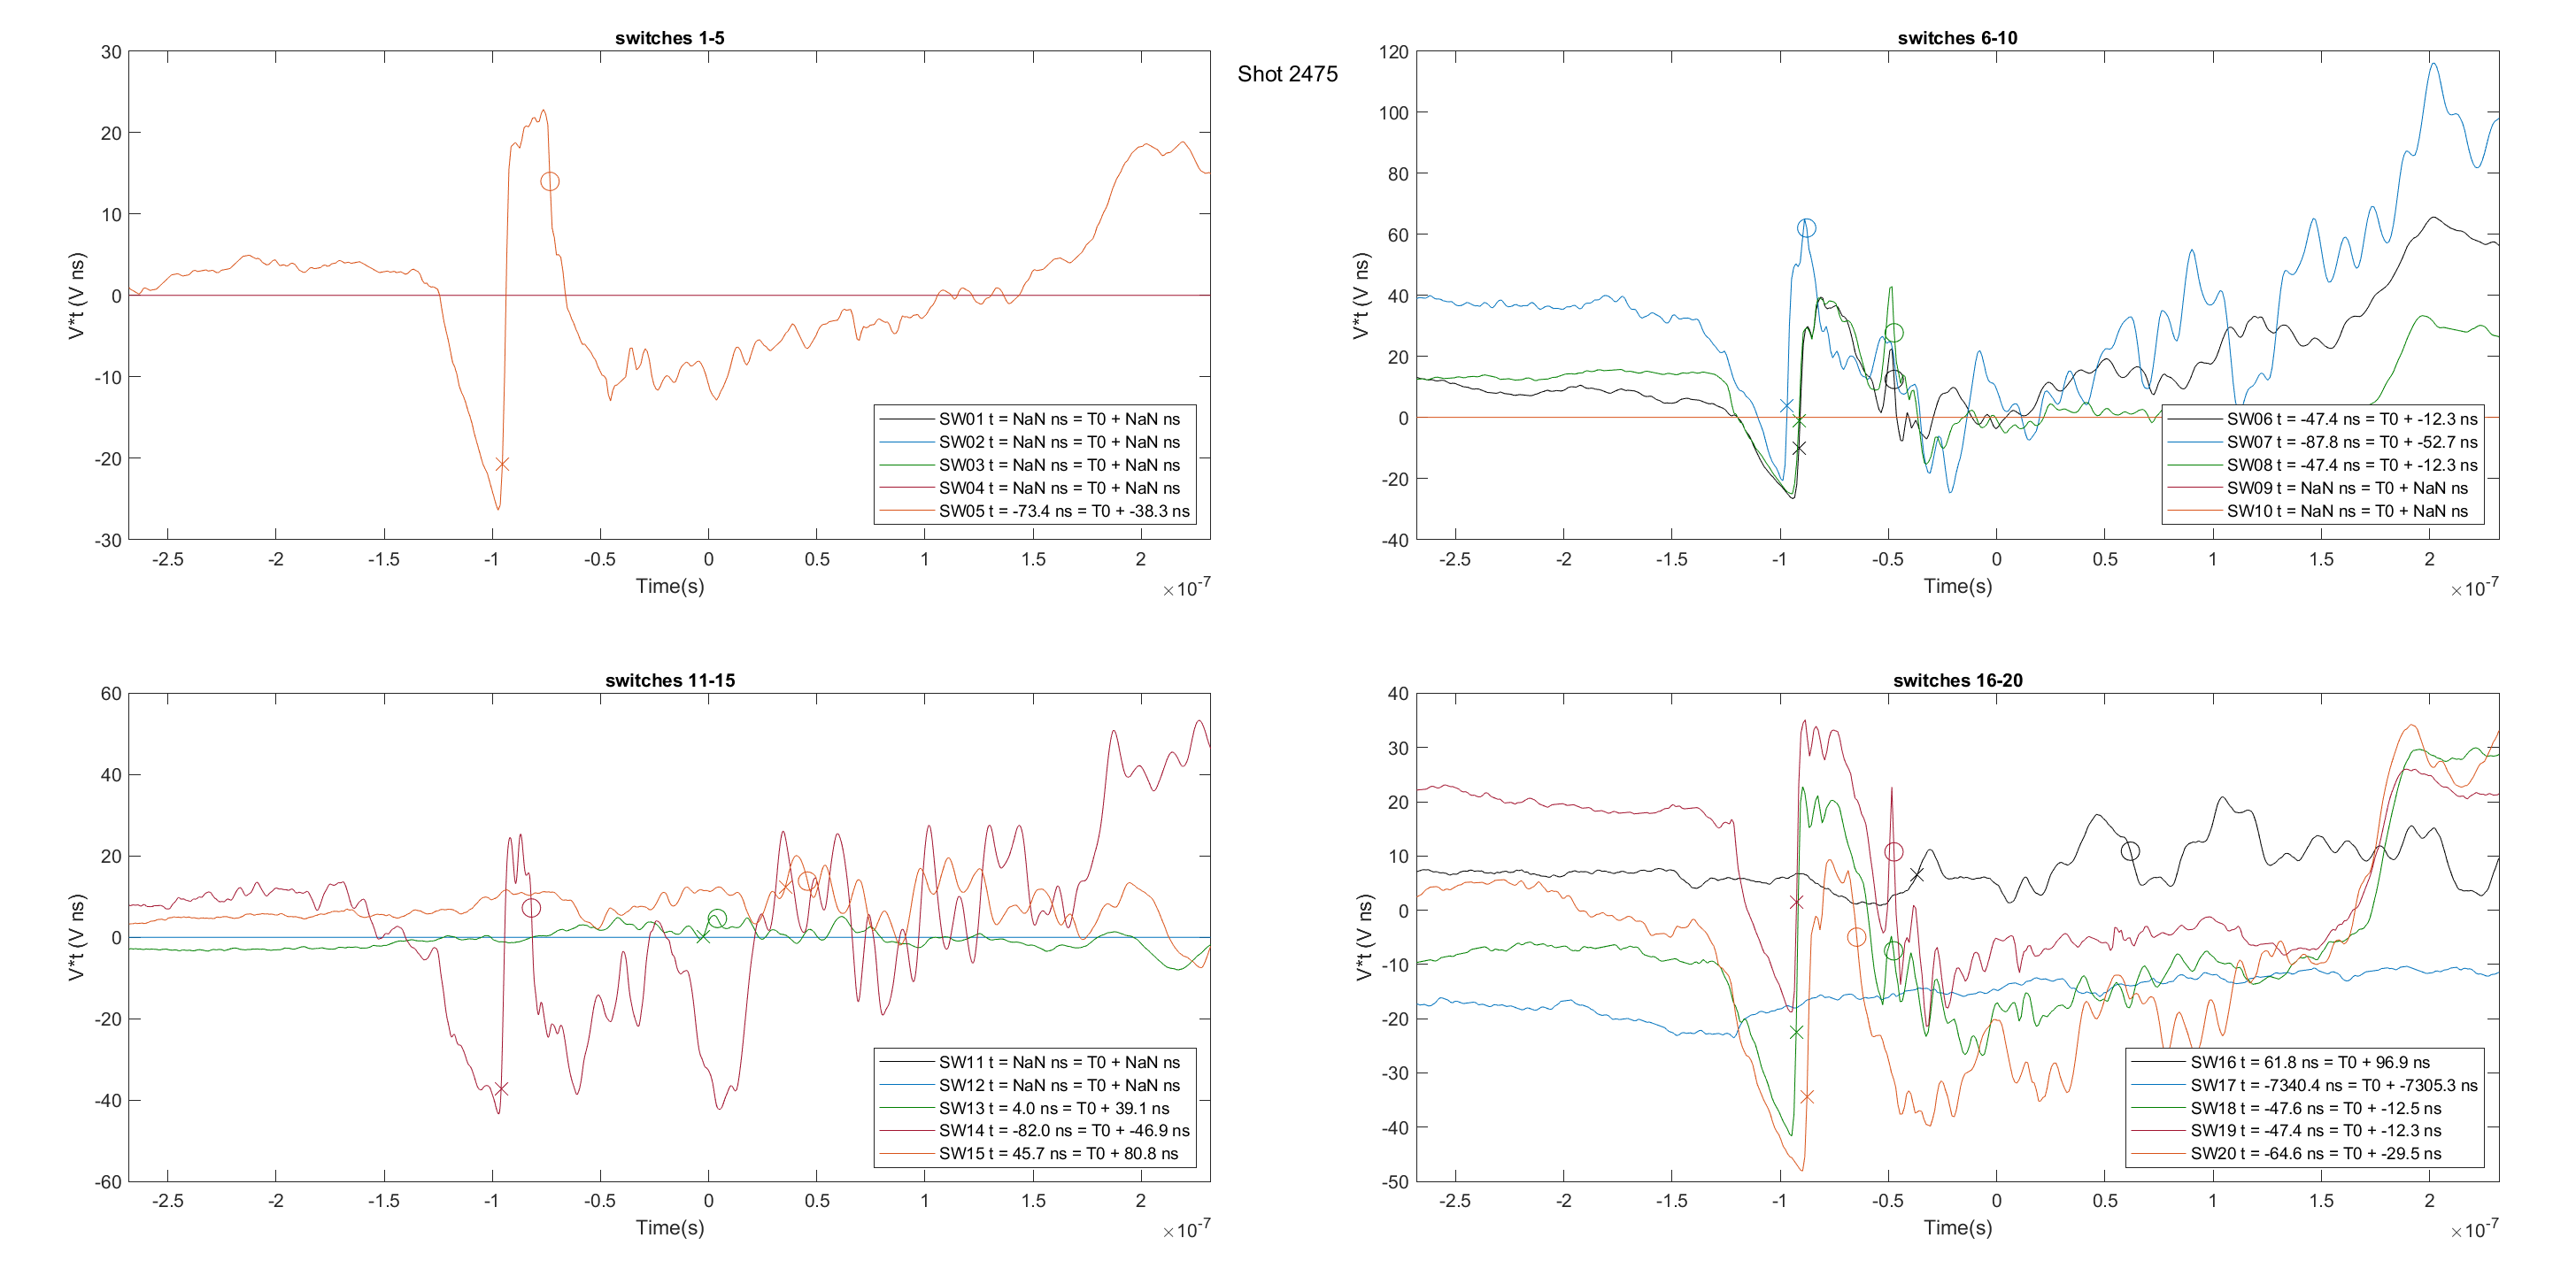 Shot 2475
switches 1-5
30
20
10
0
-10
-20
-30
V*t (V ns)
-2.5 -2 -1.5 -1 -0.5 0 0.5 1 1.5 2
Time(s)
×10-7
SW01 t = NaN ns = T0 + NaN ns
SW02 t = NaN ns = T0 + NaN ns
SW03 t = NaN ns = T0 + NaN ns
SW04 t = NaN ns = T0 + NaN ns
SW05 t = -73.4 ns = T0 + -38.3 ns
switches 6-10
120
100
80
60
40
20
0
-20
-40
V*t (V ns)
-2.5 -2 -1.5 -1 -0.5 0 0.5 1 1.5 2
Time(s)
×10-7
SW06 t = -47.4 ns = T0 + -12.3 ns
SW07 t = -87.8 ns = T0 + -52.7 ns
SW08 t = -47.4 ns = T0 + -12.3 ns
SW09 t = NaN ns = T0 + NaN ns
SW10 t = NaN ns = T0 + NaN ns
switches 11-15
60
40
20
0
-20
-40
-60
V*t (V ns)
-2.5 -2 -1.5 -1 -0.5 0 0.5 1 1.5 2
Time(s)
×10-7
SW11 t = NaN ns = T0 + NaN ns
SW12 t = NaN ns = T0 + NaN ns
SW13 t = 4.0 ns = T0 + 39.1 ns
SW14 t = -82.0 ns = T0 + -46.9 ns
SW15 t = 45.7 ns = T0 + 80.8 ns
switches 16-20
40
30
20
10
0
-10
-20
-30
-40
-50
V*t (V ns)
-2.5 -2 -1.5 -1 -0.5 0 0.5 1 1.5 2
Time(s)
×10-7
SW16 t = 61.8 ns = T0 + 96.9 ns
SW17 t = -7340.4 ns = T0 + -7305.3 ns
SW18 t = -47.6 ns = T0 + -12.5 ns
SW19 t = -47.4 ns = T0 + -12.3 ns
SW20 t = -64.6 ns = T0 + -29.5 ns